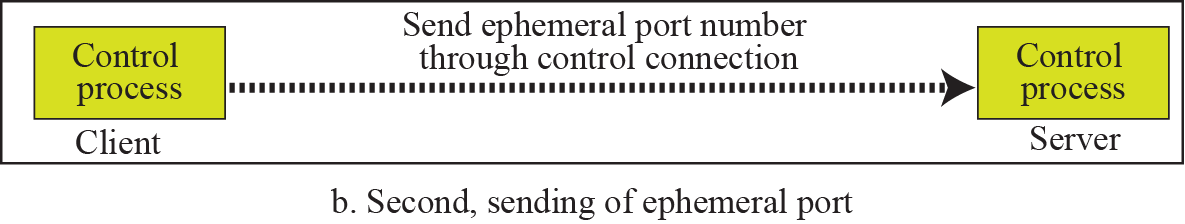 Send ephemeral port number
through control connection
Control
process
Client
Control
process
Server
b. Second, sending of ephemeral port